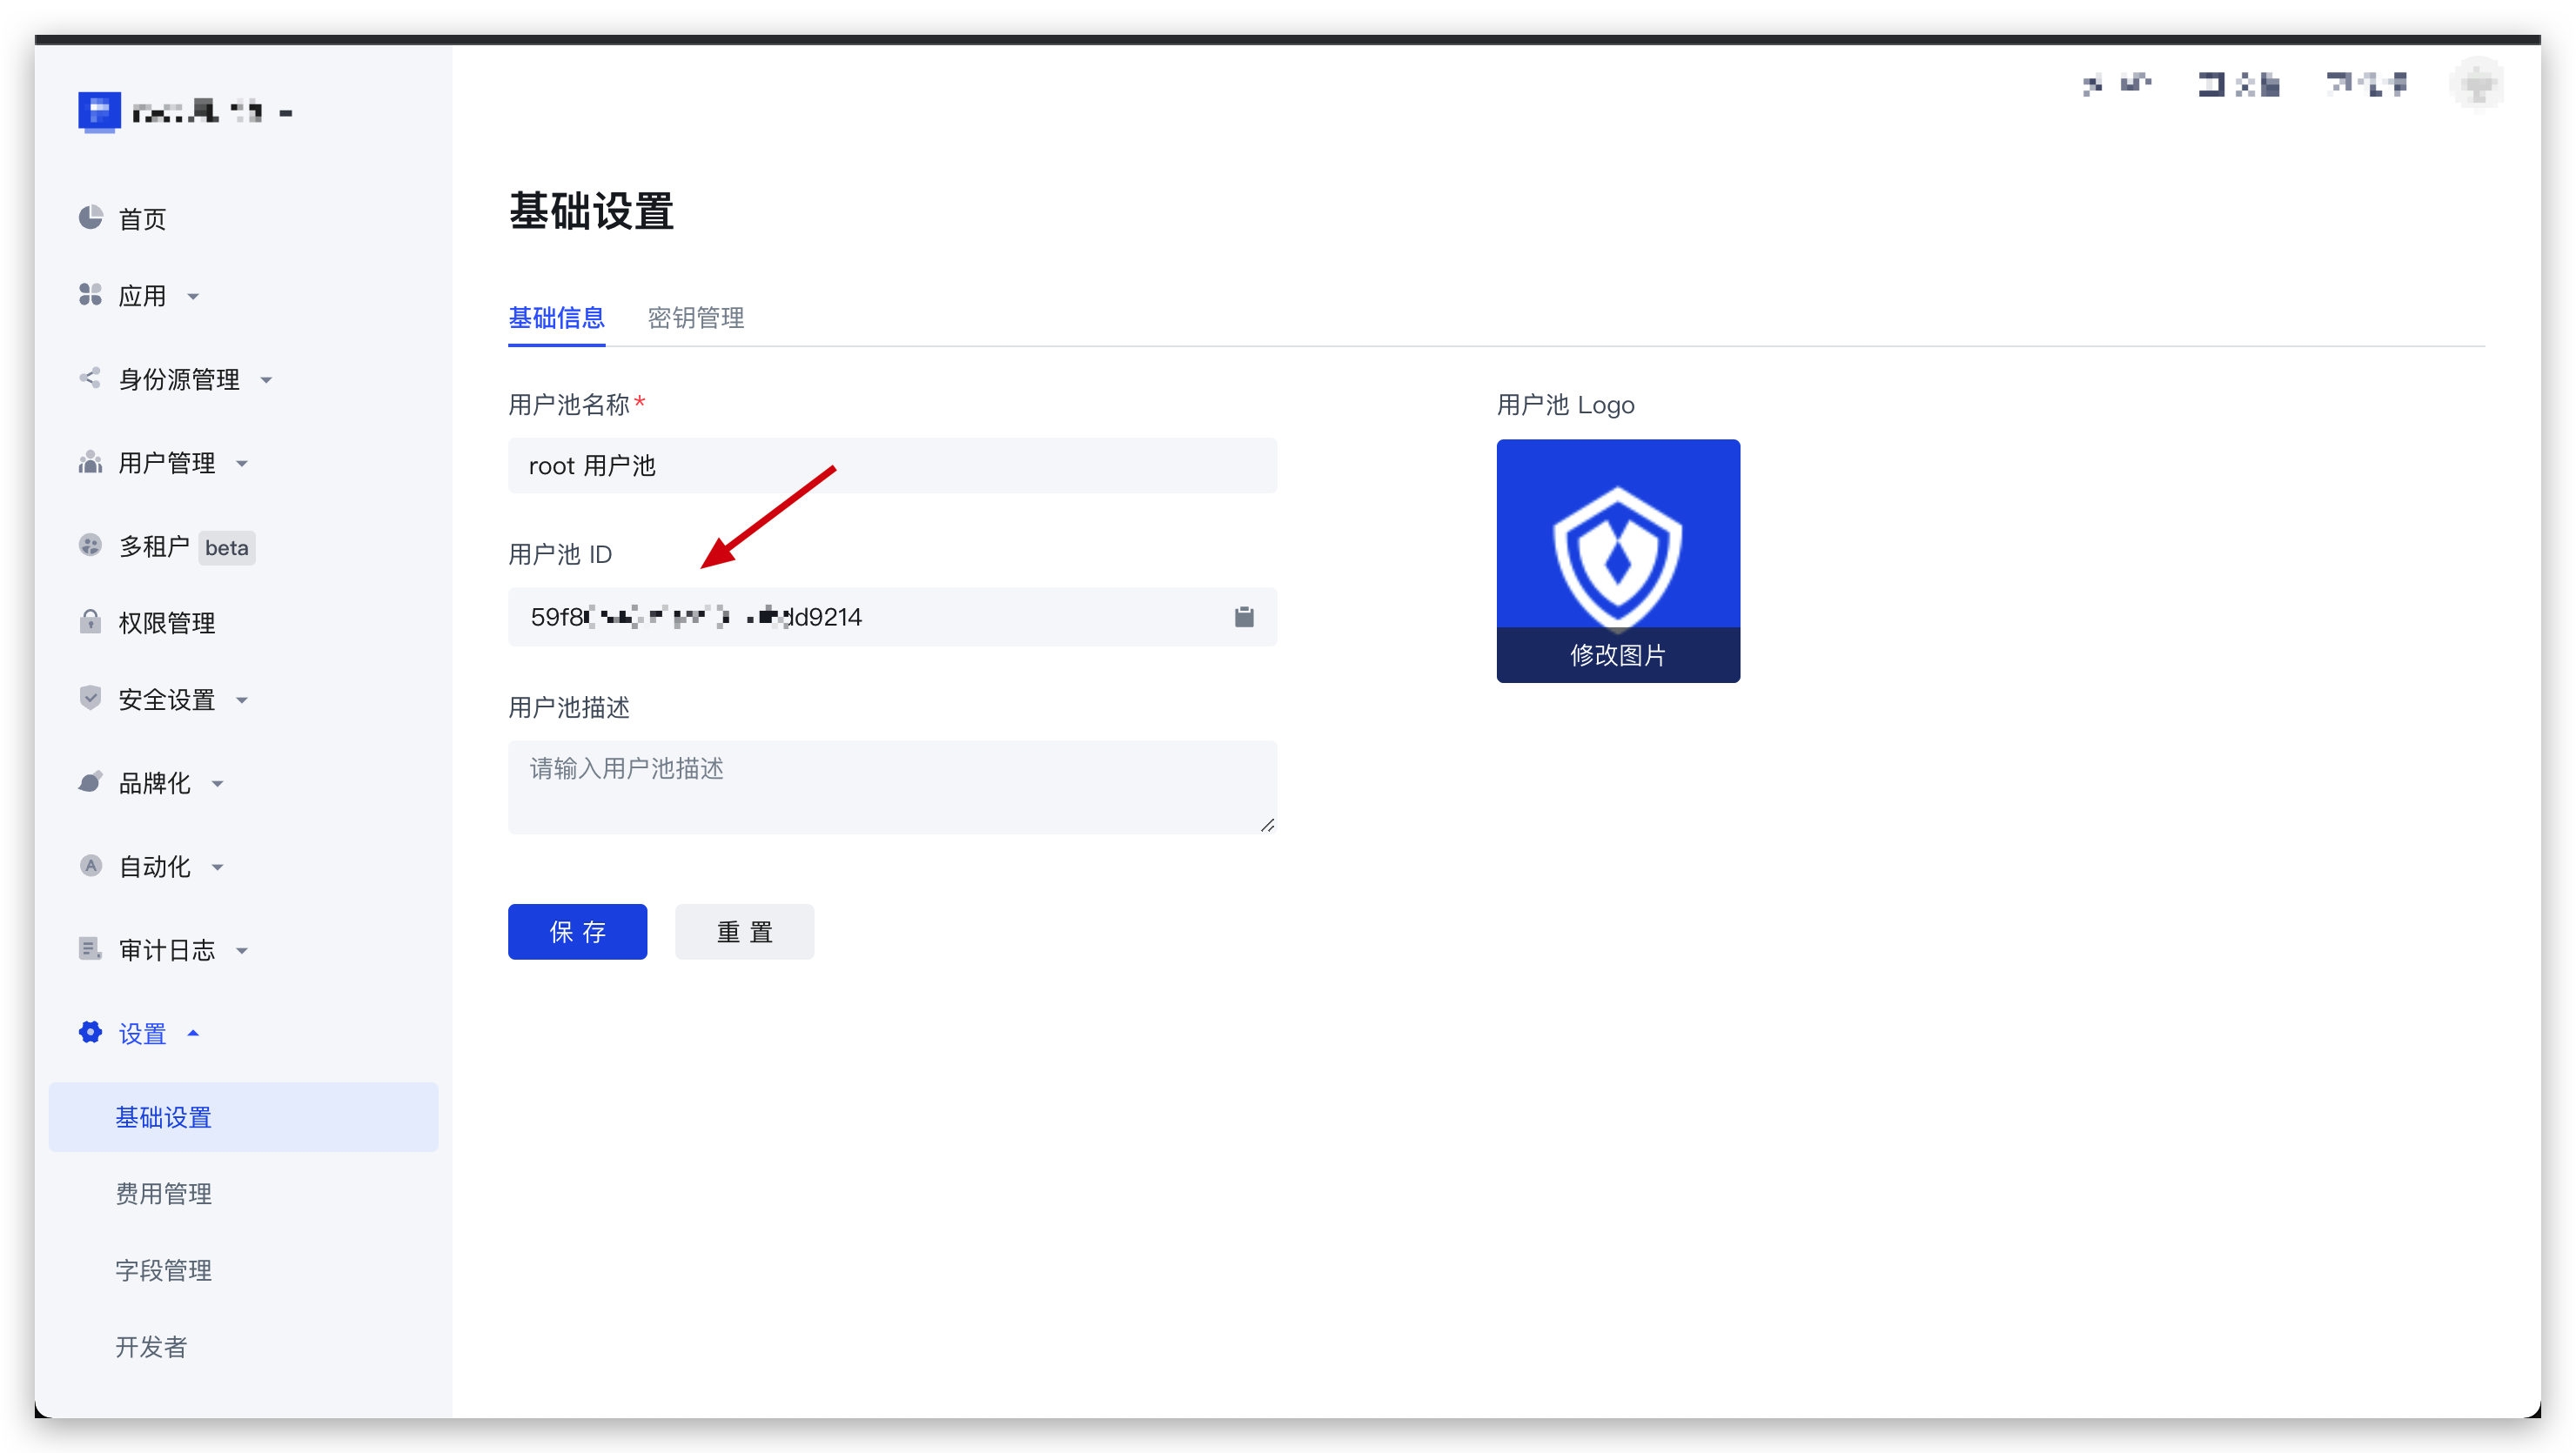 首页
应用
身份源管理
用户管理
多租户 beta
权限管理
安全设置
品牌化
自动化
审计日志
设置
基础设置
费用管理
字段管理
开发者
基础设置
基础信息 密钥管理
用户池名称*
root 用户池
用户池 ID
59f8 dd9214
用户池描述
请输入用户池描述
保存 重置
用户池 Logo
修改图片